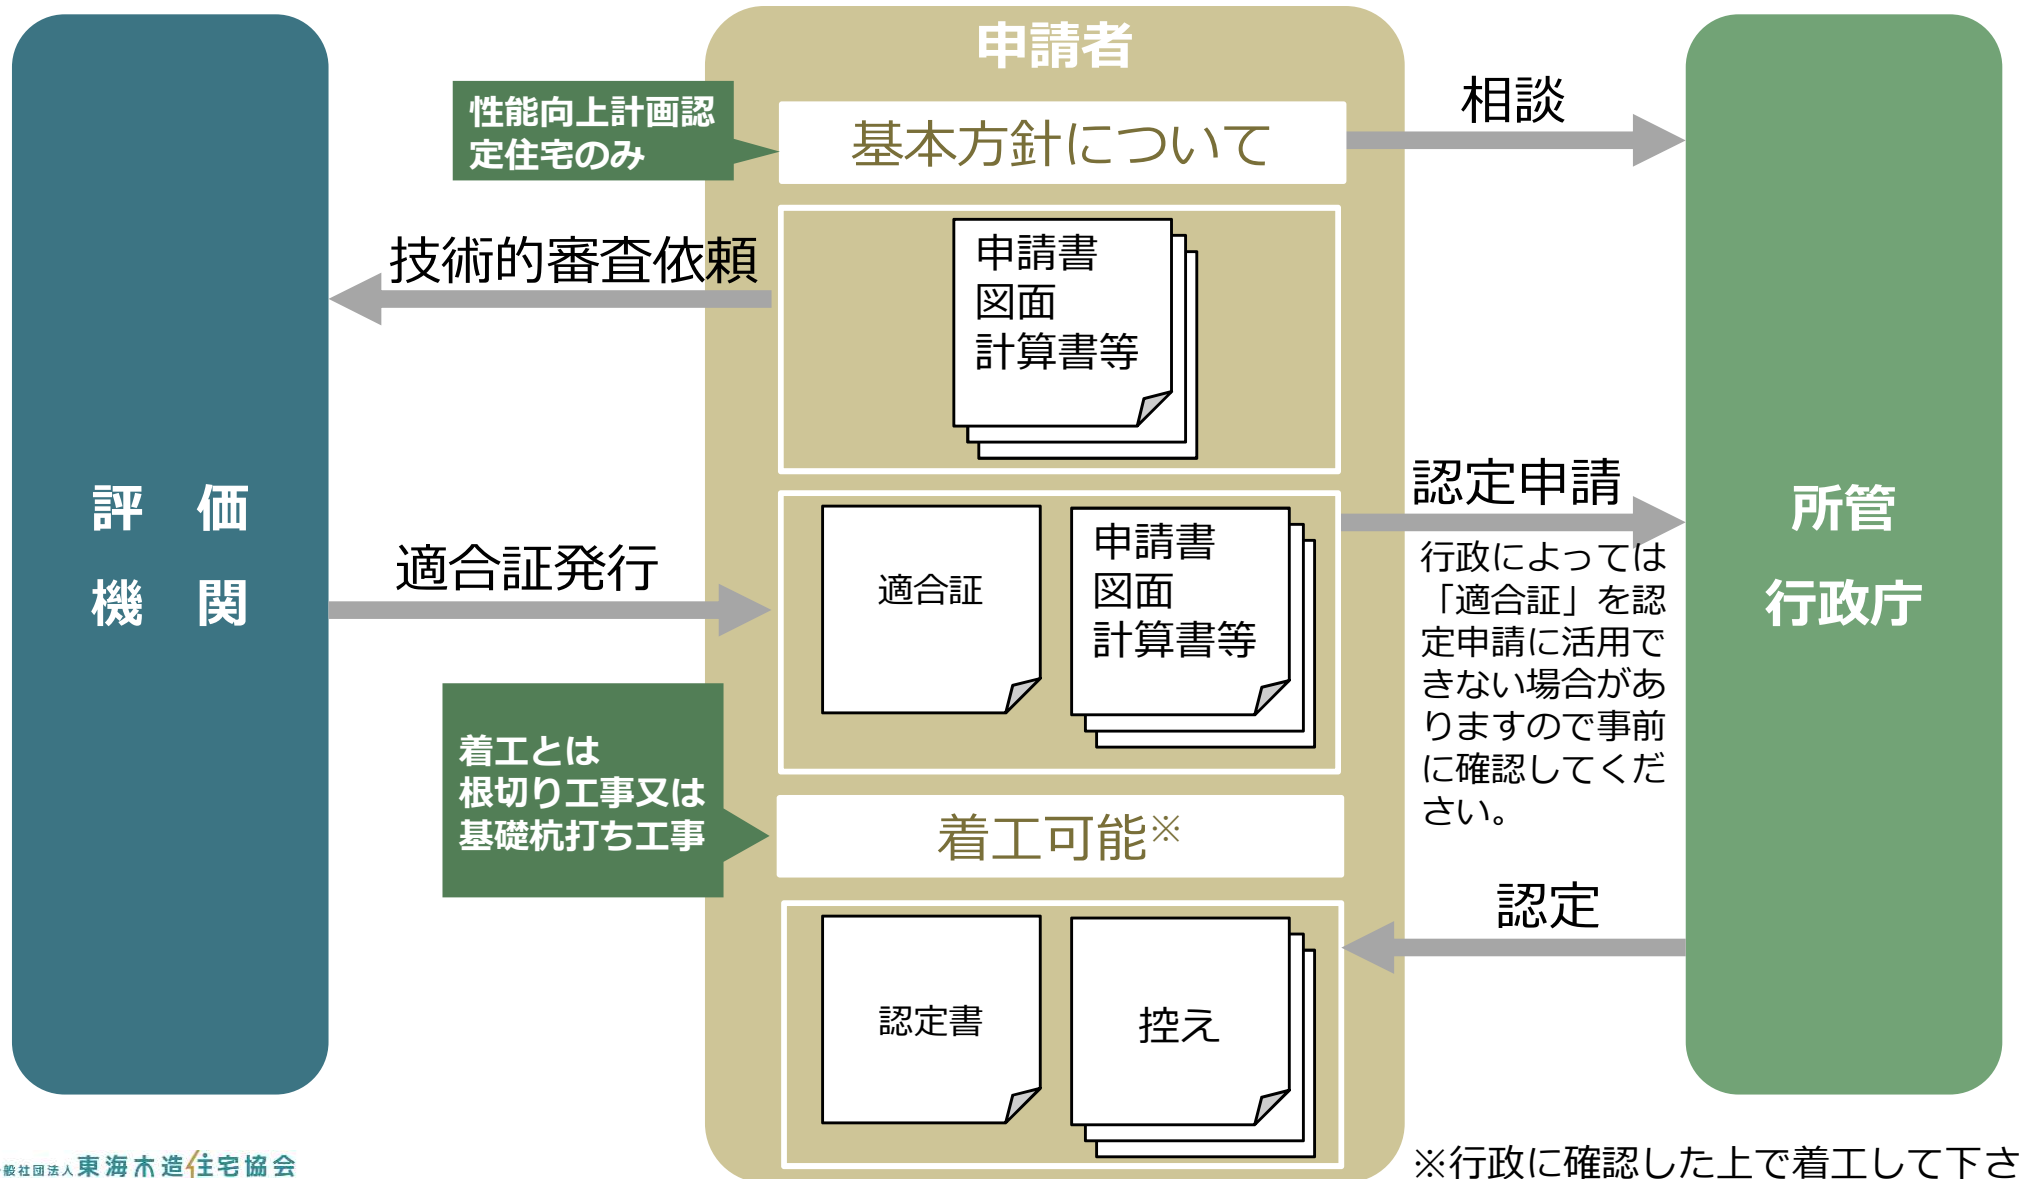 申請者
性能向上計画認
定住宅のみ
基本方針について
相談
技術的審査依頼
申請書
図面
計算書等
評　価
機　関
適合証発行
適合証
申請書
図面
計算書等
認定申請
行政によっては
「適合証」を認
定申請に活用で
きない場合があ
りますので事前
に確認してくだ
さい。
所管
行政庁
着工とは
根切り工事又は
基礎杭打ち工事
着工可能※
認定
認定書
控え
般社団法人 東海木造住宅協会
※行政に確認した上で着工して下さ